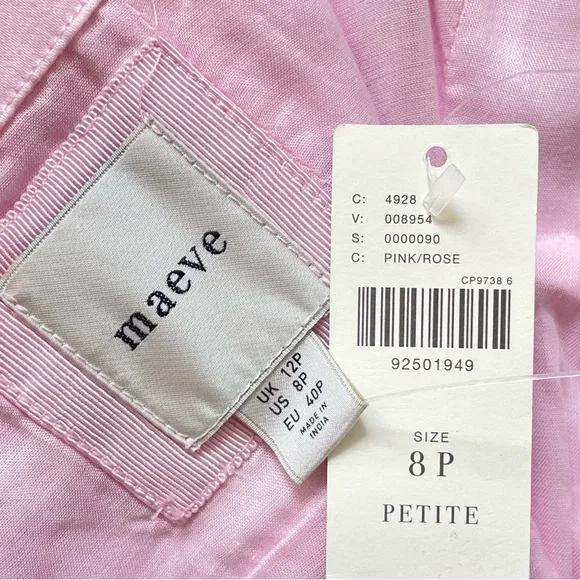 maeve
UK 12P
US 8P
EU 40P
MADE IN
INDIA
C: 4928
V: 008954
S: 0000090
C: PINK/ROSE
CP9738 6
92501949
SIZE
8 P
PETITE